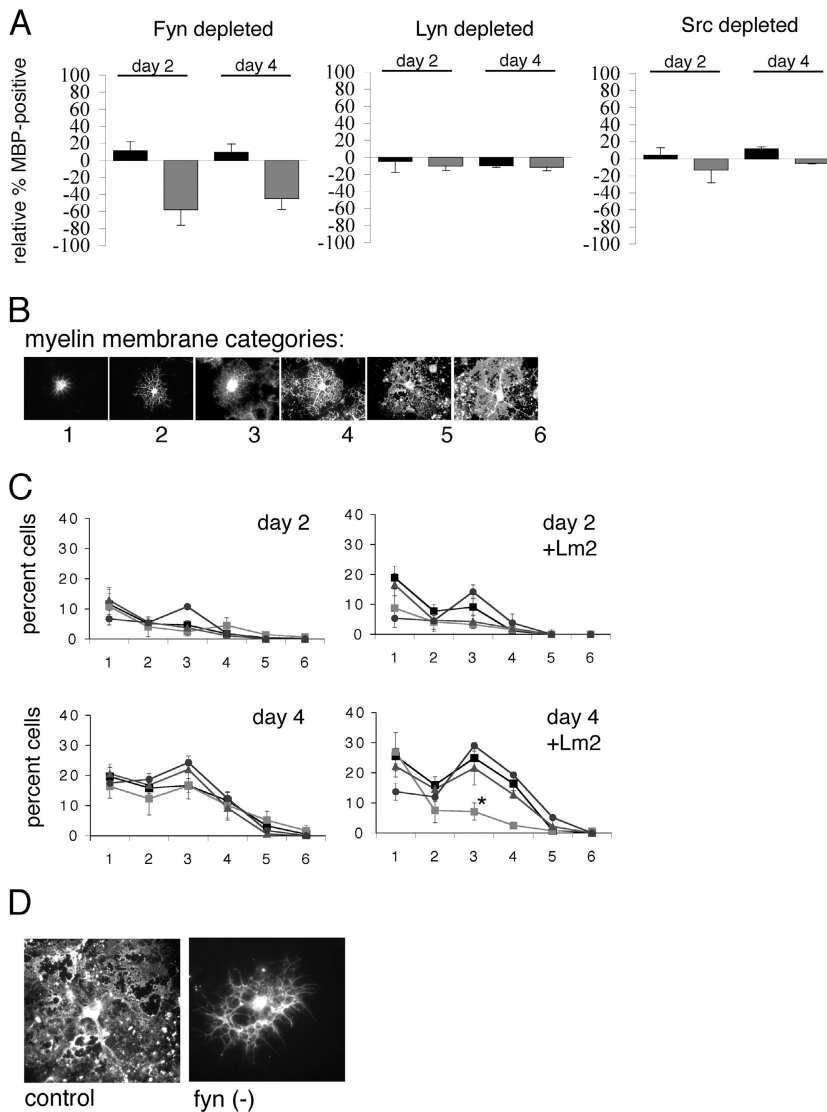 A
Fyn depleted
Lyn depleted
Src depleted
relative % MBP-positive
day 2 day 4
day 2 day 4
day 2 day 4
100
80
60
40
20
0
-20
-40
-60
-80
-100
100
80
60
40
20
0
-20
-40
-60
-80
-100
100
80
60
40
20
0
-20
-40
-60
-80
-100
B
myelin membrane categories:
1 2 3 4 5 6
C
percent cells
day 2
40
30
20
10
0
1 2 3 4 5 6
day 2
+Lm2
40
30
20
10
0
1 2 3 4 5 6
percent cells
day 4
40
30
20
10
0
1 2 3 4 5 6
day 4
+Lm2
40
30
20
10
0
*
1 2 3 4 5 6
D
control
fyn (-)